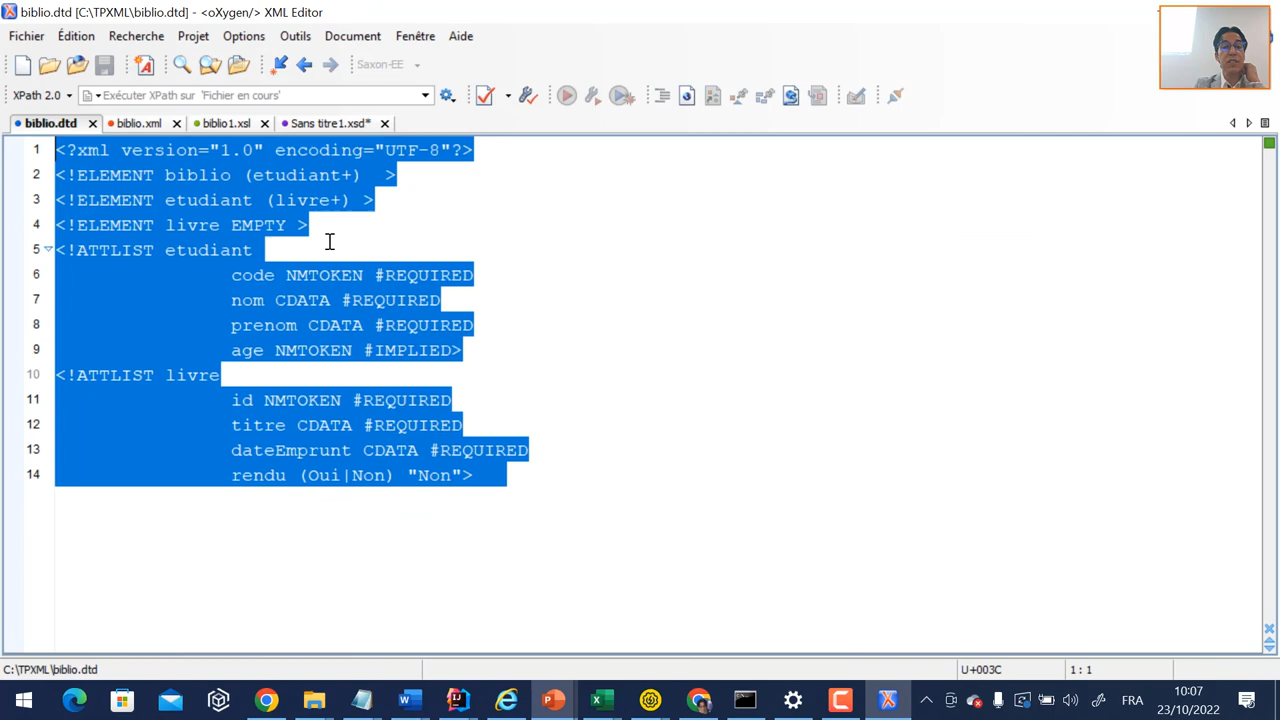 biblio.dtd [C:\TPXML\biblio.dtd] - <oXygen/> XML Editor
Fichier Édition Recherche Projet Options Outils Document Fenêtre Aide
Saxon-EE
XPath 2.0 Exécuter XPath sur 'Fichier en cours'
biblio.dtd biblio.xml biblio1.xsl Sans titre1.xsd*
1 <?xml version="1.0" encoding="UTF-8"?>
2 <!ELEMENT biblio (etudiant+)  >
3 <!ELEMENT etudiant (livre+) >
4 <!ELEMENT livre EMPTY >
5 <!ATTLIST etudiant
6 code NMTOKEN #REQUIRED
7 nom CDATA #REQUIRED
8 prenom CDATA #REQUIRED
9 age NMTOKEN #IMPLIED>
10 <!ATTLIST livre
11 id NMTOKEN #REQUIRED
12 titre CDATA #REQUIRED
13 dateEmprunt CDATA #REQUIRED
14 rendu (Oui|Non) "Non">
C:\TPXML\biblio.dtd U+003C 1 : 1
FRA 10:07
23/10/2022